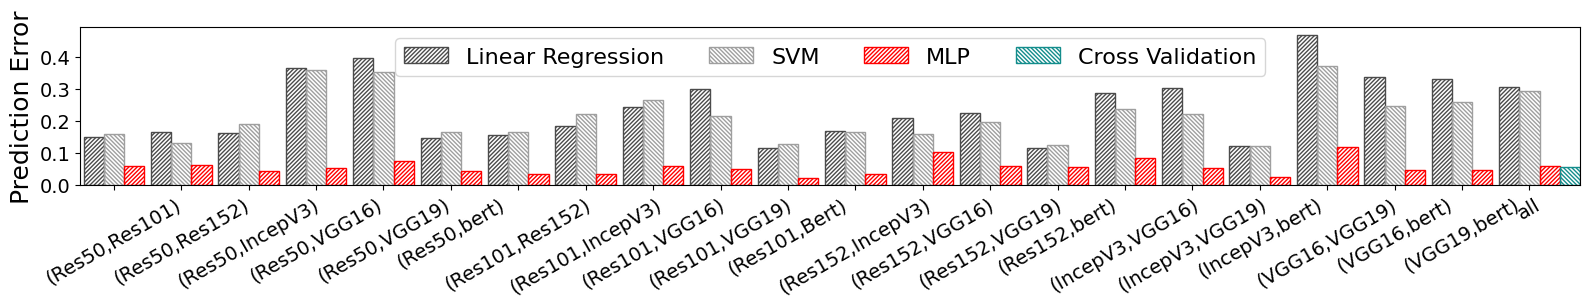 Prediction Error
0.4
0.3
0.2
0.1
0.0
Linear Regression
SVM
MLP
Cross Validation
(Res50,Res101)
(Res50,Res152)
(Res50,IncepV3)
(Res50,VGG16)
(Res50,VGG19)
(Res50,bert)
(Res101,Res152)
(Res101,IncepV3)
(Res101,VGG16)
(Res101,VGG19)
(Res101,Bert)
(Res152,IncepV3)
(Res152,VGG16)
(Res152,VGG19)
(Res152,bert)
(IncepV3,VGG16)
(IncepV3,VGG19)
(IncepV3,bert)
(VGG16,VGG19)
(VGG16,bert)
(VGG19,bert)
all